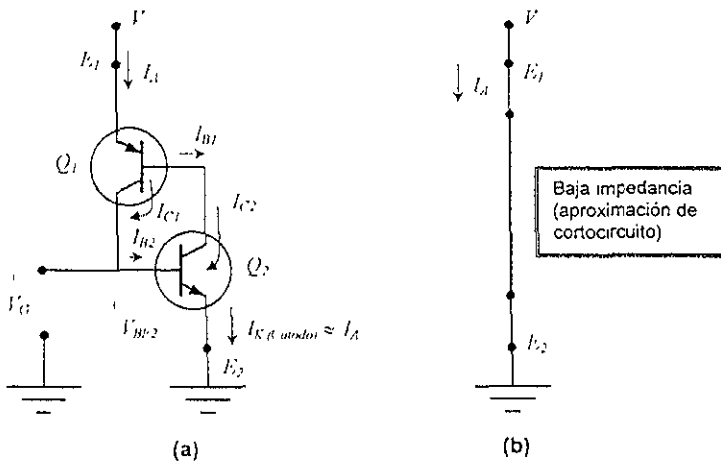 V
E1
IA
IB1
Q1
IC1
IC2
IB2
Q2
VG
VBE2
IK (Cátodo) ≈ IA
E2
(a)
V
IA
E1
Baja impedancia
(aproximación de
cortocircuito)
E2
(b)